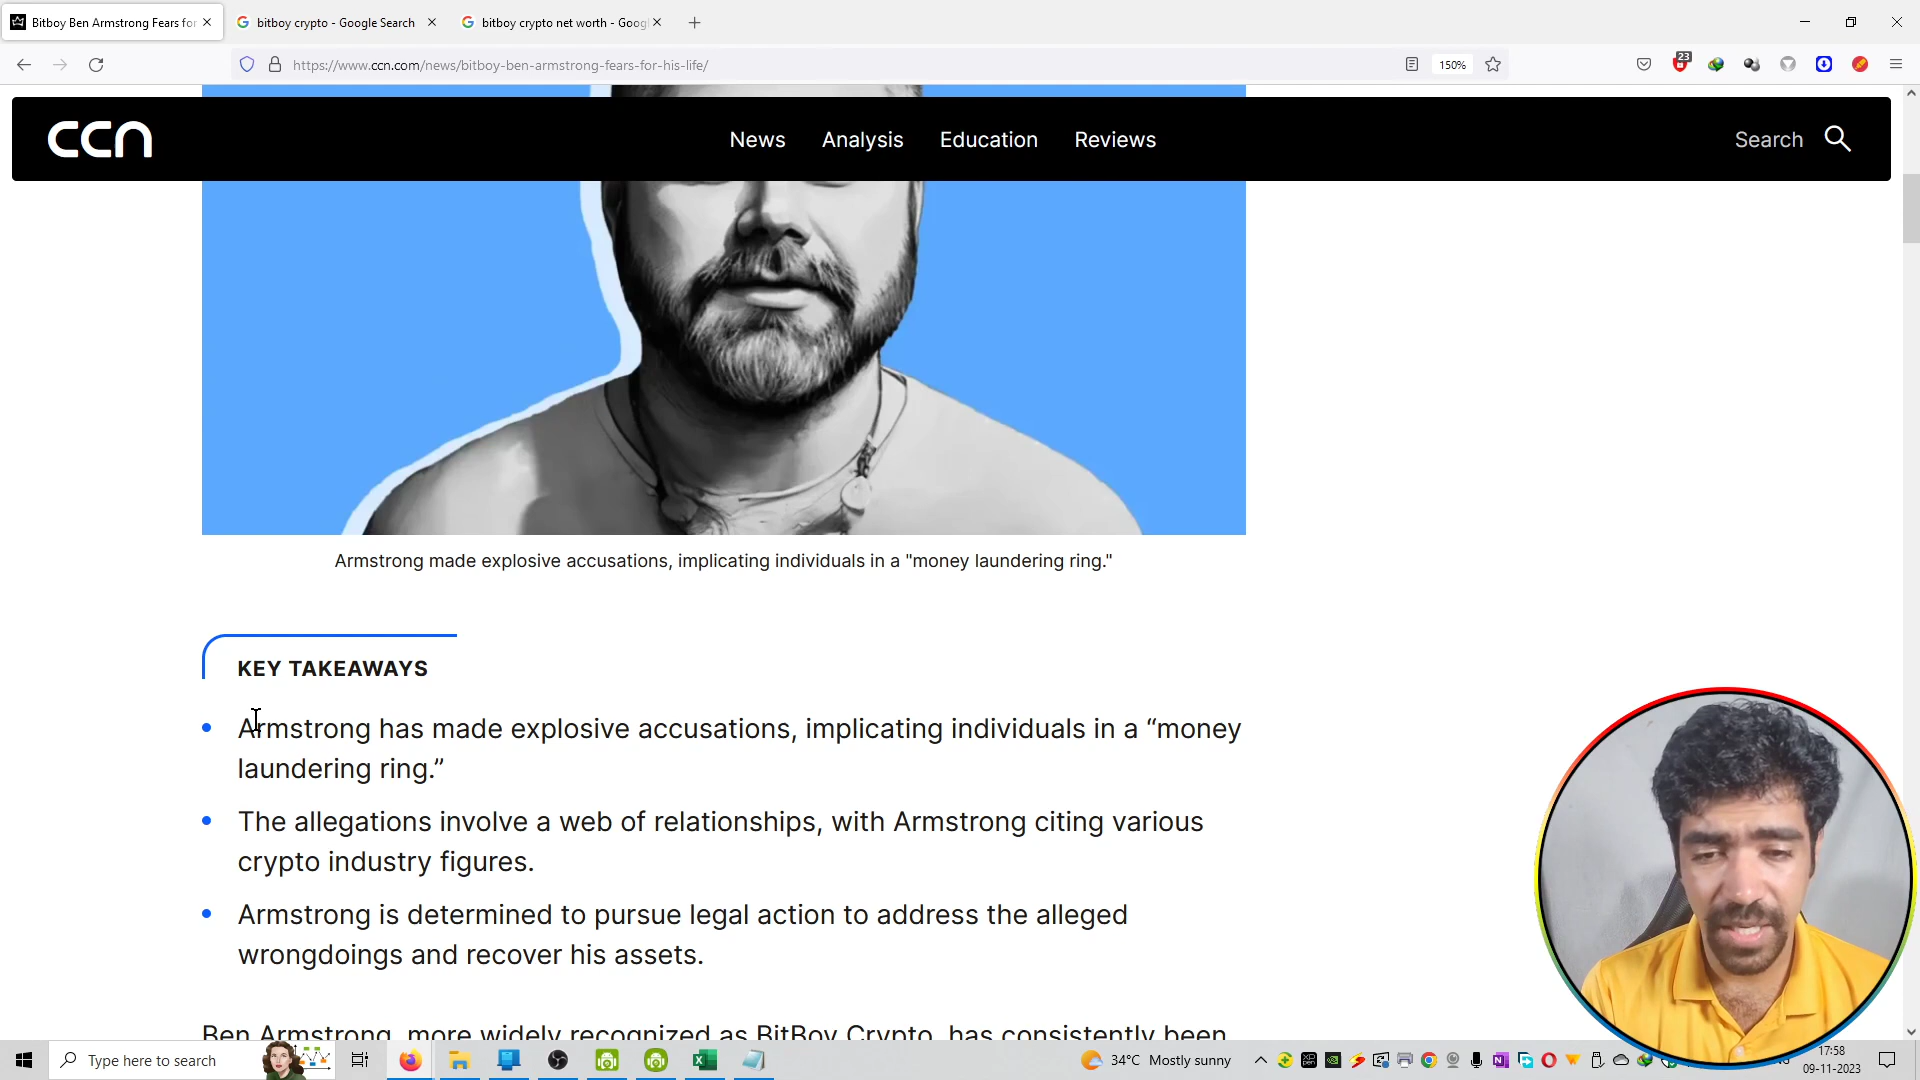 Bitboy Ben Armstrong Fears for
bitboy crypto - Google Search
bitboy crypto net worth - Goog
https://www.ccn.com/news/bitboy-ben-armstrong-fears-for-his-life/
150%
23
ccn
News
Analysis
Education
Reviews
Search
Armstrong made explosive accusations, implicating individuals in a "money laundering ring."
KEY TAKEAWAYS
Armstrong has made explosive accusations, implicating individuals in a “money
laundering ring.”
The allegations involve a web of relationships, with Armstrong citing various
crypto industry figures.
Armstrong is determined to pursue legal action to address the alleged
wrongdoings and recover his assets.
Ben Armstrong, more widely recognized as BitBoy Crypto, has consistently been
Type here to search
34°C Mostly sunny
17:58
09-11-2023